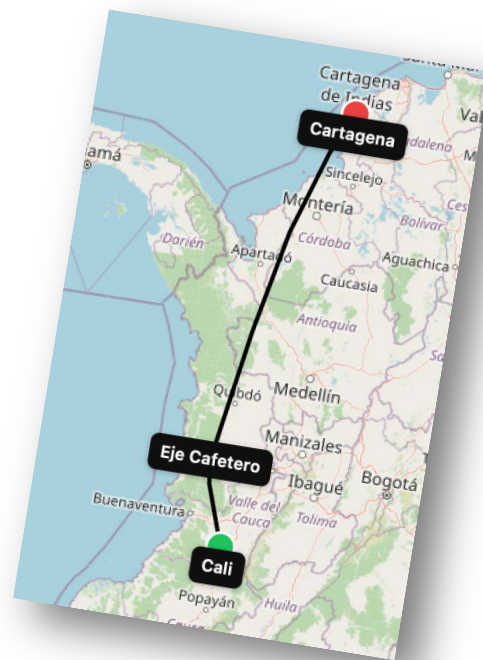 Cartagena
de Indias
Cartagena
Sincelejo
Montería
Bolívar
Darién
Córdoba
Apartadó
Aguachica
Caucasia
Antioquia
Quibdó
Medellín
Manizales
Eje Cafetero
Ibagué
Bogotá
Buenaventura
Valle del
Cauca
Tolima
Cali
Popayán
Huila